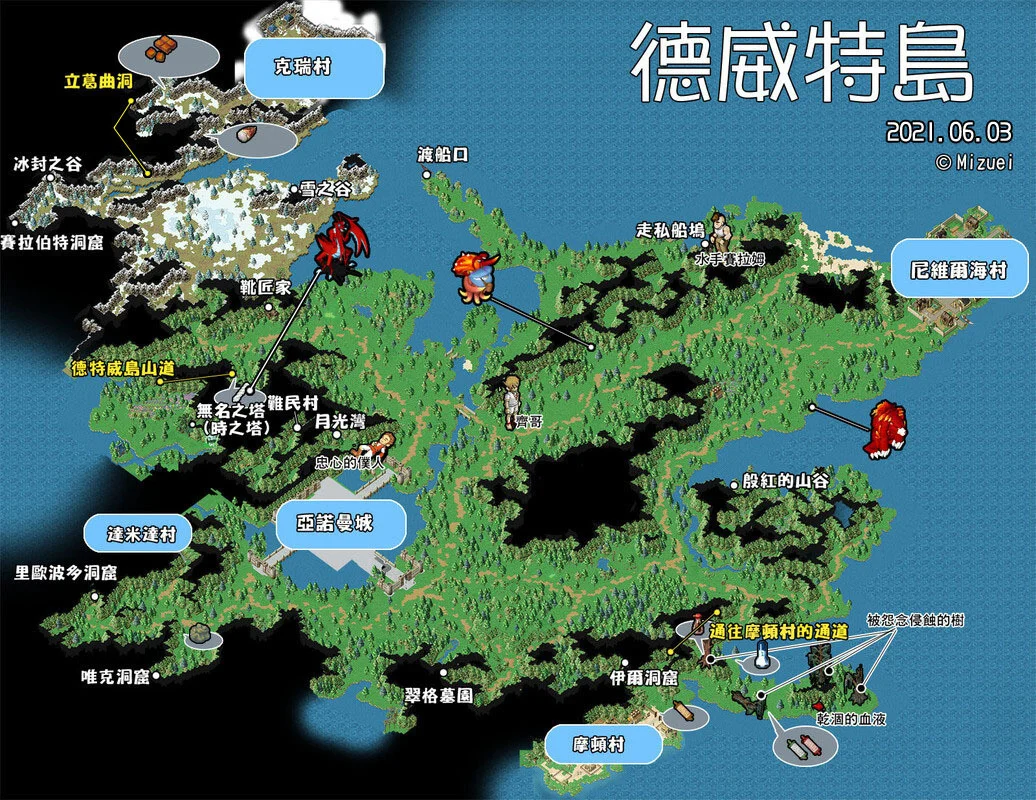 德威特島
2021.06.03
©Mizuei
克瑞村
立葛曲洞
冰封之谷
渡船口
雪之谷
賽拉伯特洞窟
走私船塢
水手賽拉姆
尼維爾海村
靴匠家
德特威島山道
無名之塔
(時之塔)
難民村
月光灣
忠心的僕人
齊哥
殷紅的山谷
亞諾曼城
達米達村
里歐波多洞窟
被怨念侵蝕的樹
通往摩頓村的通道
唯克洞窟
翠格墓園
伊爾洞窟
乾涸的血液
摩頓村